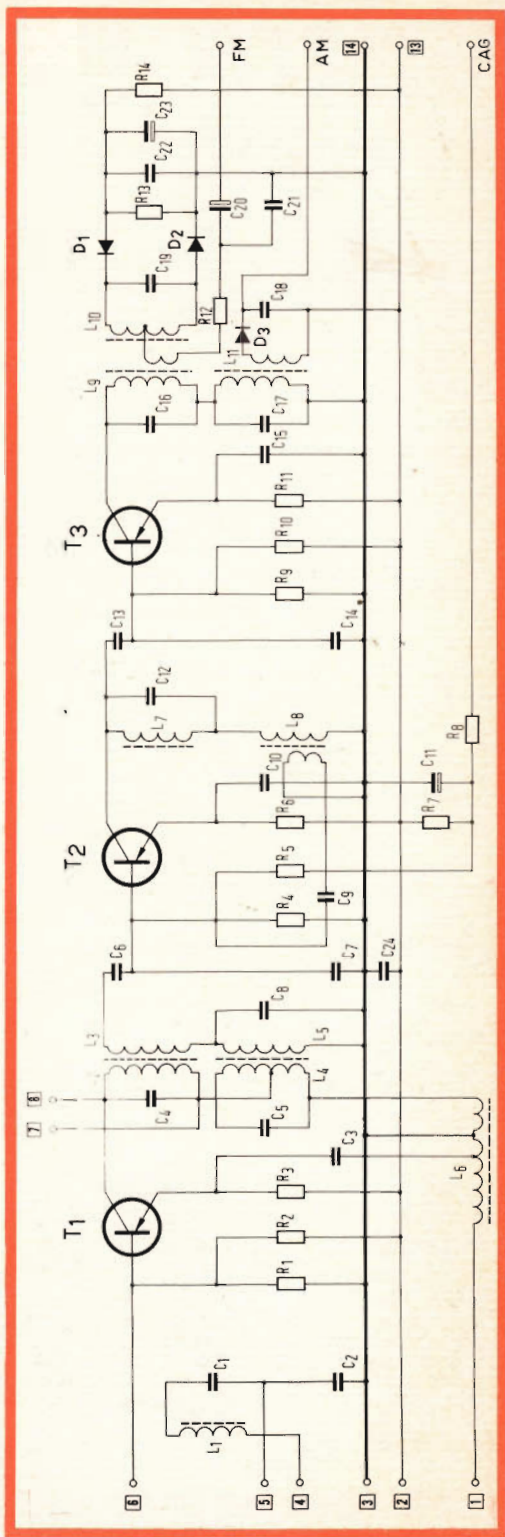 T1
T2
T3
7
8
6
5
4
3
2
1
L1
C1
C2
R1
R2
R3
C3
L6
C4
C5
L3
L4
L5
C8
C6
C7
C24
R4
R5
R6
C9
C10
L7
L8
C12
R7
C11
R8
C13
C14
R9
R10
R11
C15
C16
C17
L9
L10
L11
D3
C18
R12
C19
D1
D2
R13
C22
C23
R14
C20
C21
FM
AM
14
13
CAG